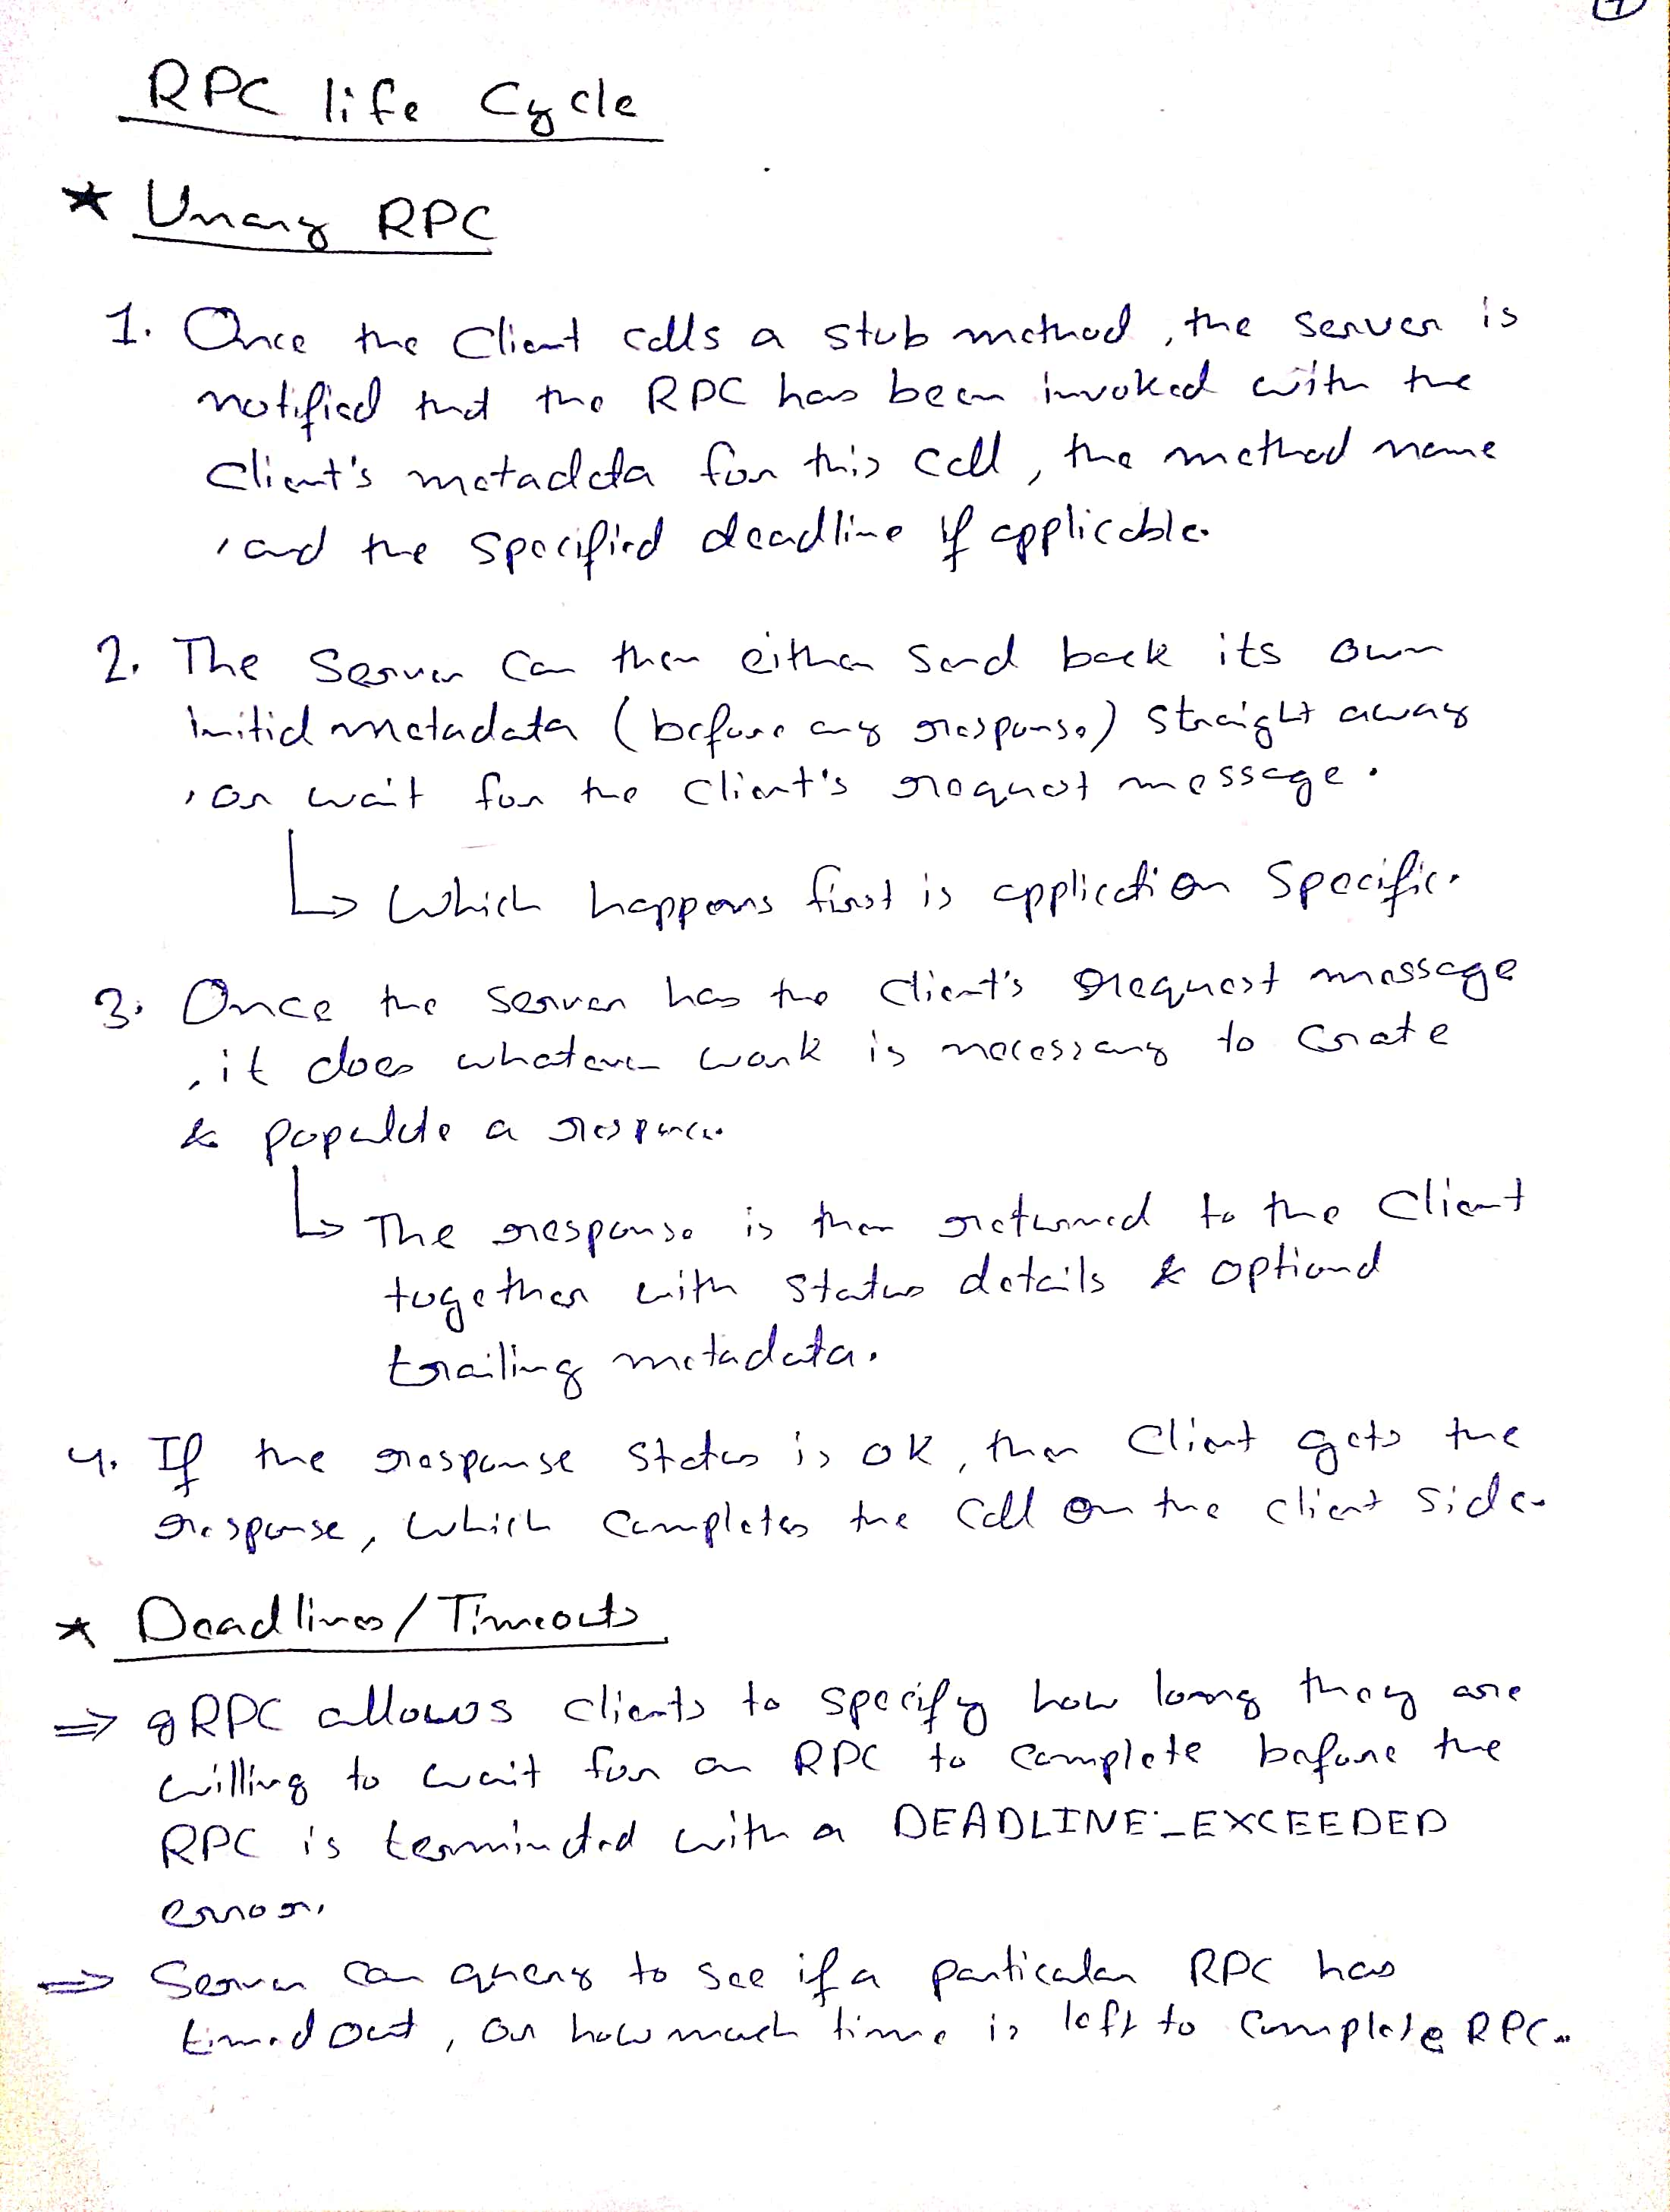 RPC life Cycle
* Unary RPC
1. Once the Client calls a stub method, the server is
notified that the RPC has been invoked with the
Client's metadata for this call, the method name
, and the specified deadline if applicable.
2. The Server can then either send back its own
initial metadata (before any response) straight away
, or wait for the client's request message.
↳ Which happens first is application Specific.
3. Once the server has the client's request message
, it does whatever work is necessary to create
& populate a response.
↳ The response is then returned to the client
together with status details & optional
trailing metadata.
4. If the response status is OK, then Client gets the
response, which completes the call on the client side.
* Deadlines/Timeouts
⇒ gRPC allows clients to specify how long they are
willing to wait for an RPC to complete before the
RPC is terminated with a DEADLINE_EXCEEDED
error.
⇒ Server can query to see if a particular RPC has
timed out, or how much time is left to complete RPC.